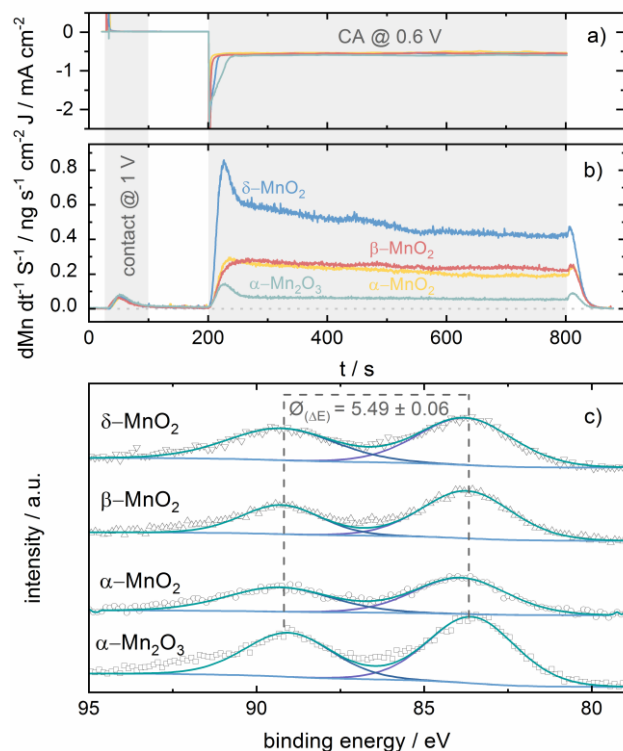 0
-1
-2
J / mA cm⁻²
CA @ 0.6 V
a)
0.8
0.6
0.4
0.2
0.0
dMn dt⁻¹ S⁻¹ / ng s⁻¹ cm⁻²
contact @ 1 V
b)
δ−MnO₂
β−MnO₂
α−MnO₂
α−Mn₂O₃
0 200 400 600 800
t / s
Ø(ΔE) = 5.49 ± 0.06
c)
δ−MnO₂
β−MnO₂
α−MnO₂
α−Mn₂O₃
intensity / a.u.
95 90 85 80
binding energy / eV